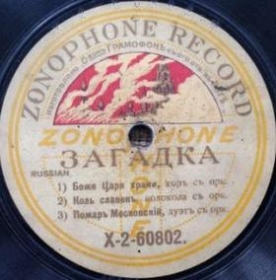 ZONOPHONE RECORD
ZONOPHONE
ЗАГАДКА
RUSSIAN
1) Боже Царя храни, хоръ съ орк.
2) Коль славенъ, колокола съ орк.
3) Пожаръ Московскій, дуэтъ съ орк.
X-2-60802.